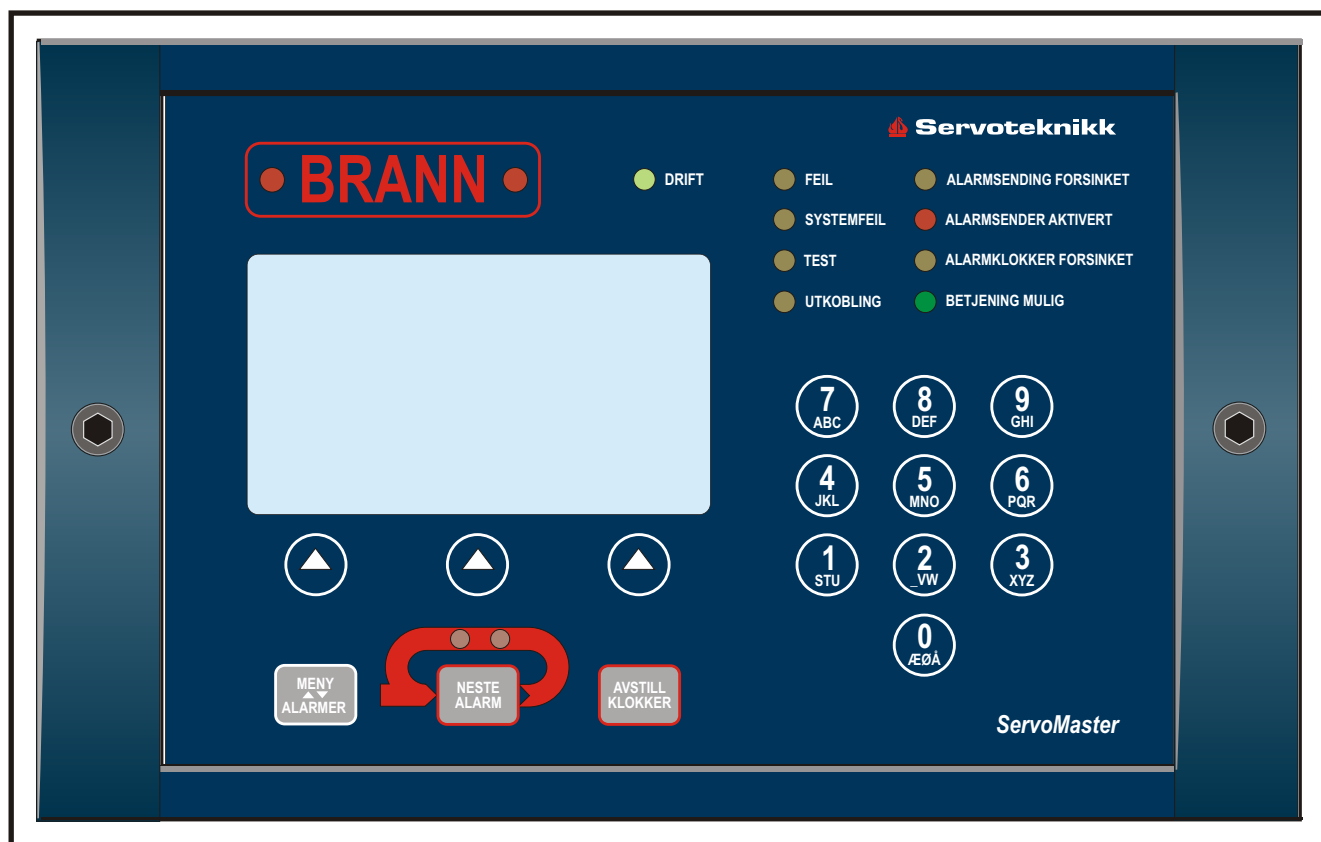 Servoteknikk
BRANN
DRIFT
FEIL
ALARMSENDING FORSINKET
SYSTEMFEIL
ALARMSENDER AKTIVERT
TEST
ALARMKLOKKER FORSINKET
UTKOBLING
BETJENING MULIG
7
ABC
8
DEF
9
GHI
4
JKL
5
MNO
6
PQR
1
STU
2
_VW
3
XYZ
0
ÆØÅ
MENY
ALARMER
NESTE
ALARM
AVSTILL
KLOKKER
ServoMaster